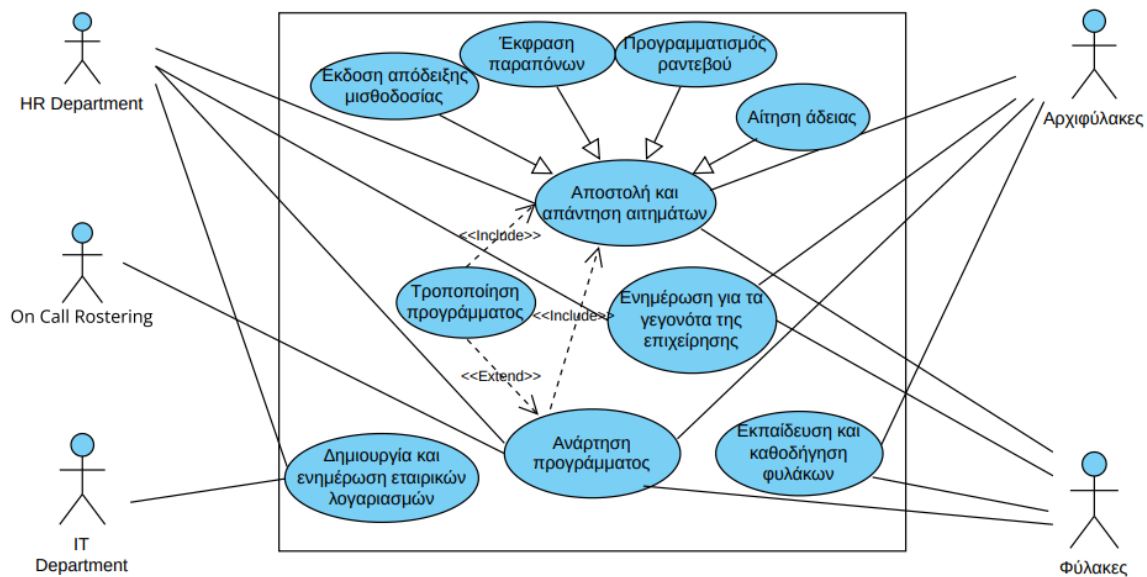 Έκφραση
παραπόνων
Προγραμματισμός
ραντεβού
Έκδοση απόδειξης
μισθοδοσίας
Αίτηση άδειας
HR Department
Αρχιφύλακες
Αποστολή και
απάντηση αιτημάτων
<<Include>>
On Call Rostering
Τροποποίηση
προγράμματος
<<Include>>
Ενημέρωση για τα
γεγονότα της
επιχείρησης
<<Extend>>
Ανάρτηση
προγράμματος
Εκπαίδευση και
καθοδήγηση
φυλάκων
Δημιουργία και
ενημέρωση εταιρικών
λογαριασμών
IT
Department
Φύλακες